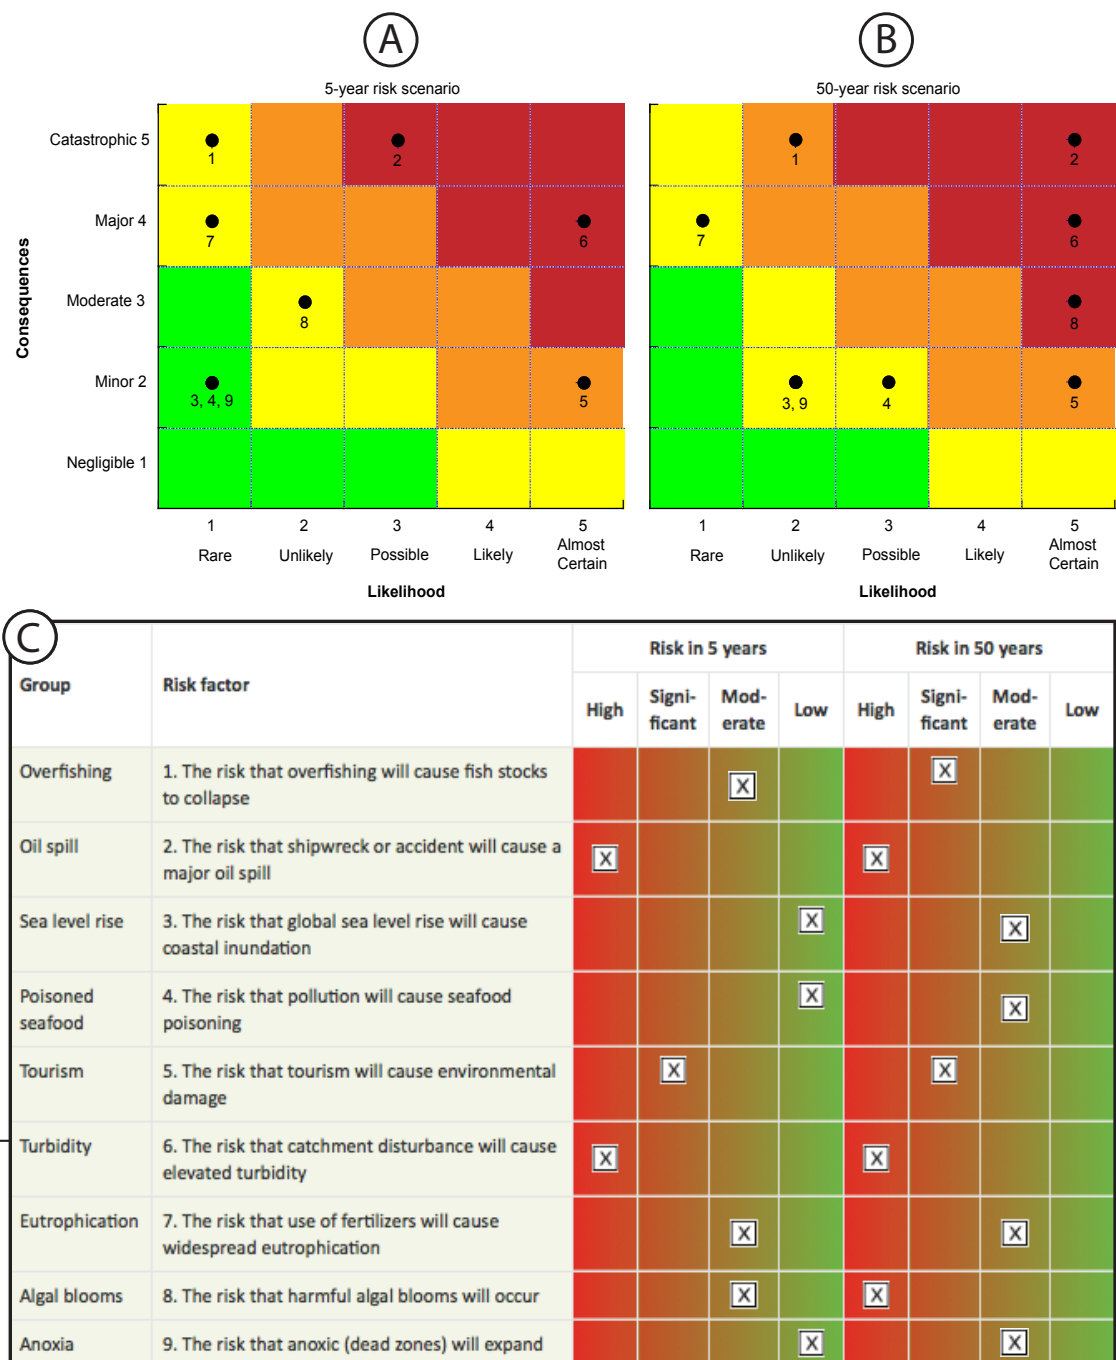 A
B
5-year risk scenario
50-year risk scenario
Consequences
Catastrophic 5
Major 4
Moderate 3
Minor 2
Negligible 1
1
2
7
6
8
3, 4, 9
5
1
2
7
6
8
3, 9
4
5
1 2 3 4 5
Rare Unlikely Possible Likely Almost
Certain
Likelihood
1 2 3 4 5
Rare Unlikely Possible Likely Almost
Certain
Likelihood
C
Group Risk factor Risk in 5 years Risk in 50 years
High Signi-
ficant Mod-
erate Low High Signi-
ficant Mod-
erate Low
Overfishing 1. The risk that overfishing will cause fish stocks
to collapse
X X
Oil spill 2. The risk that shipwreck or accident will cause a
major oil spill
X X
Sea level rise 3. The risk that global sea level rise will cause
coastal inundation
X X
Poisoned
seafood
4. The risk that pollution will cause seafood
poisoning
X X
Tourism 5. The risk that tourism will cause environmental
damage
X X
Turbidity 6. The risk that catchment disturbance will cause
elevated turbidity
X X
Eutrophication 7. The risk that use of fertilizers will cause
widespread eutrophication
X X
Algal blooms 8. The risk that harmful algal blooms will occur
X X
Anoxia 9. The risk that anoxic (dead zones) will expand
X X